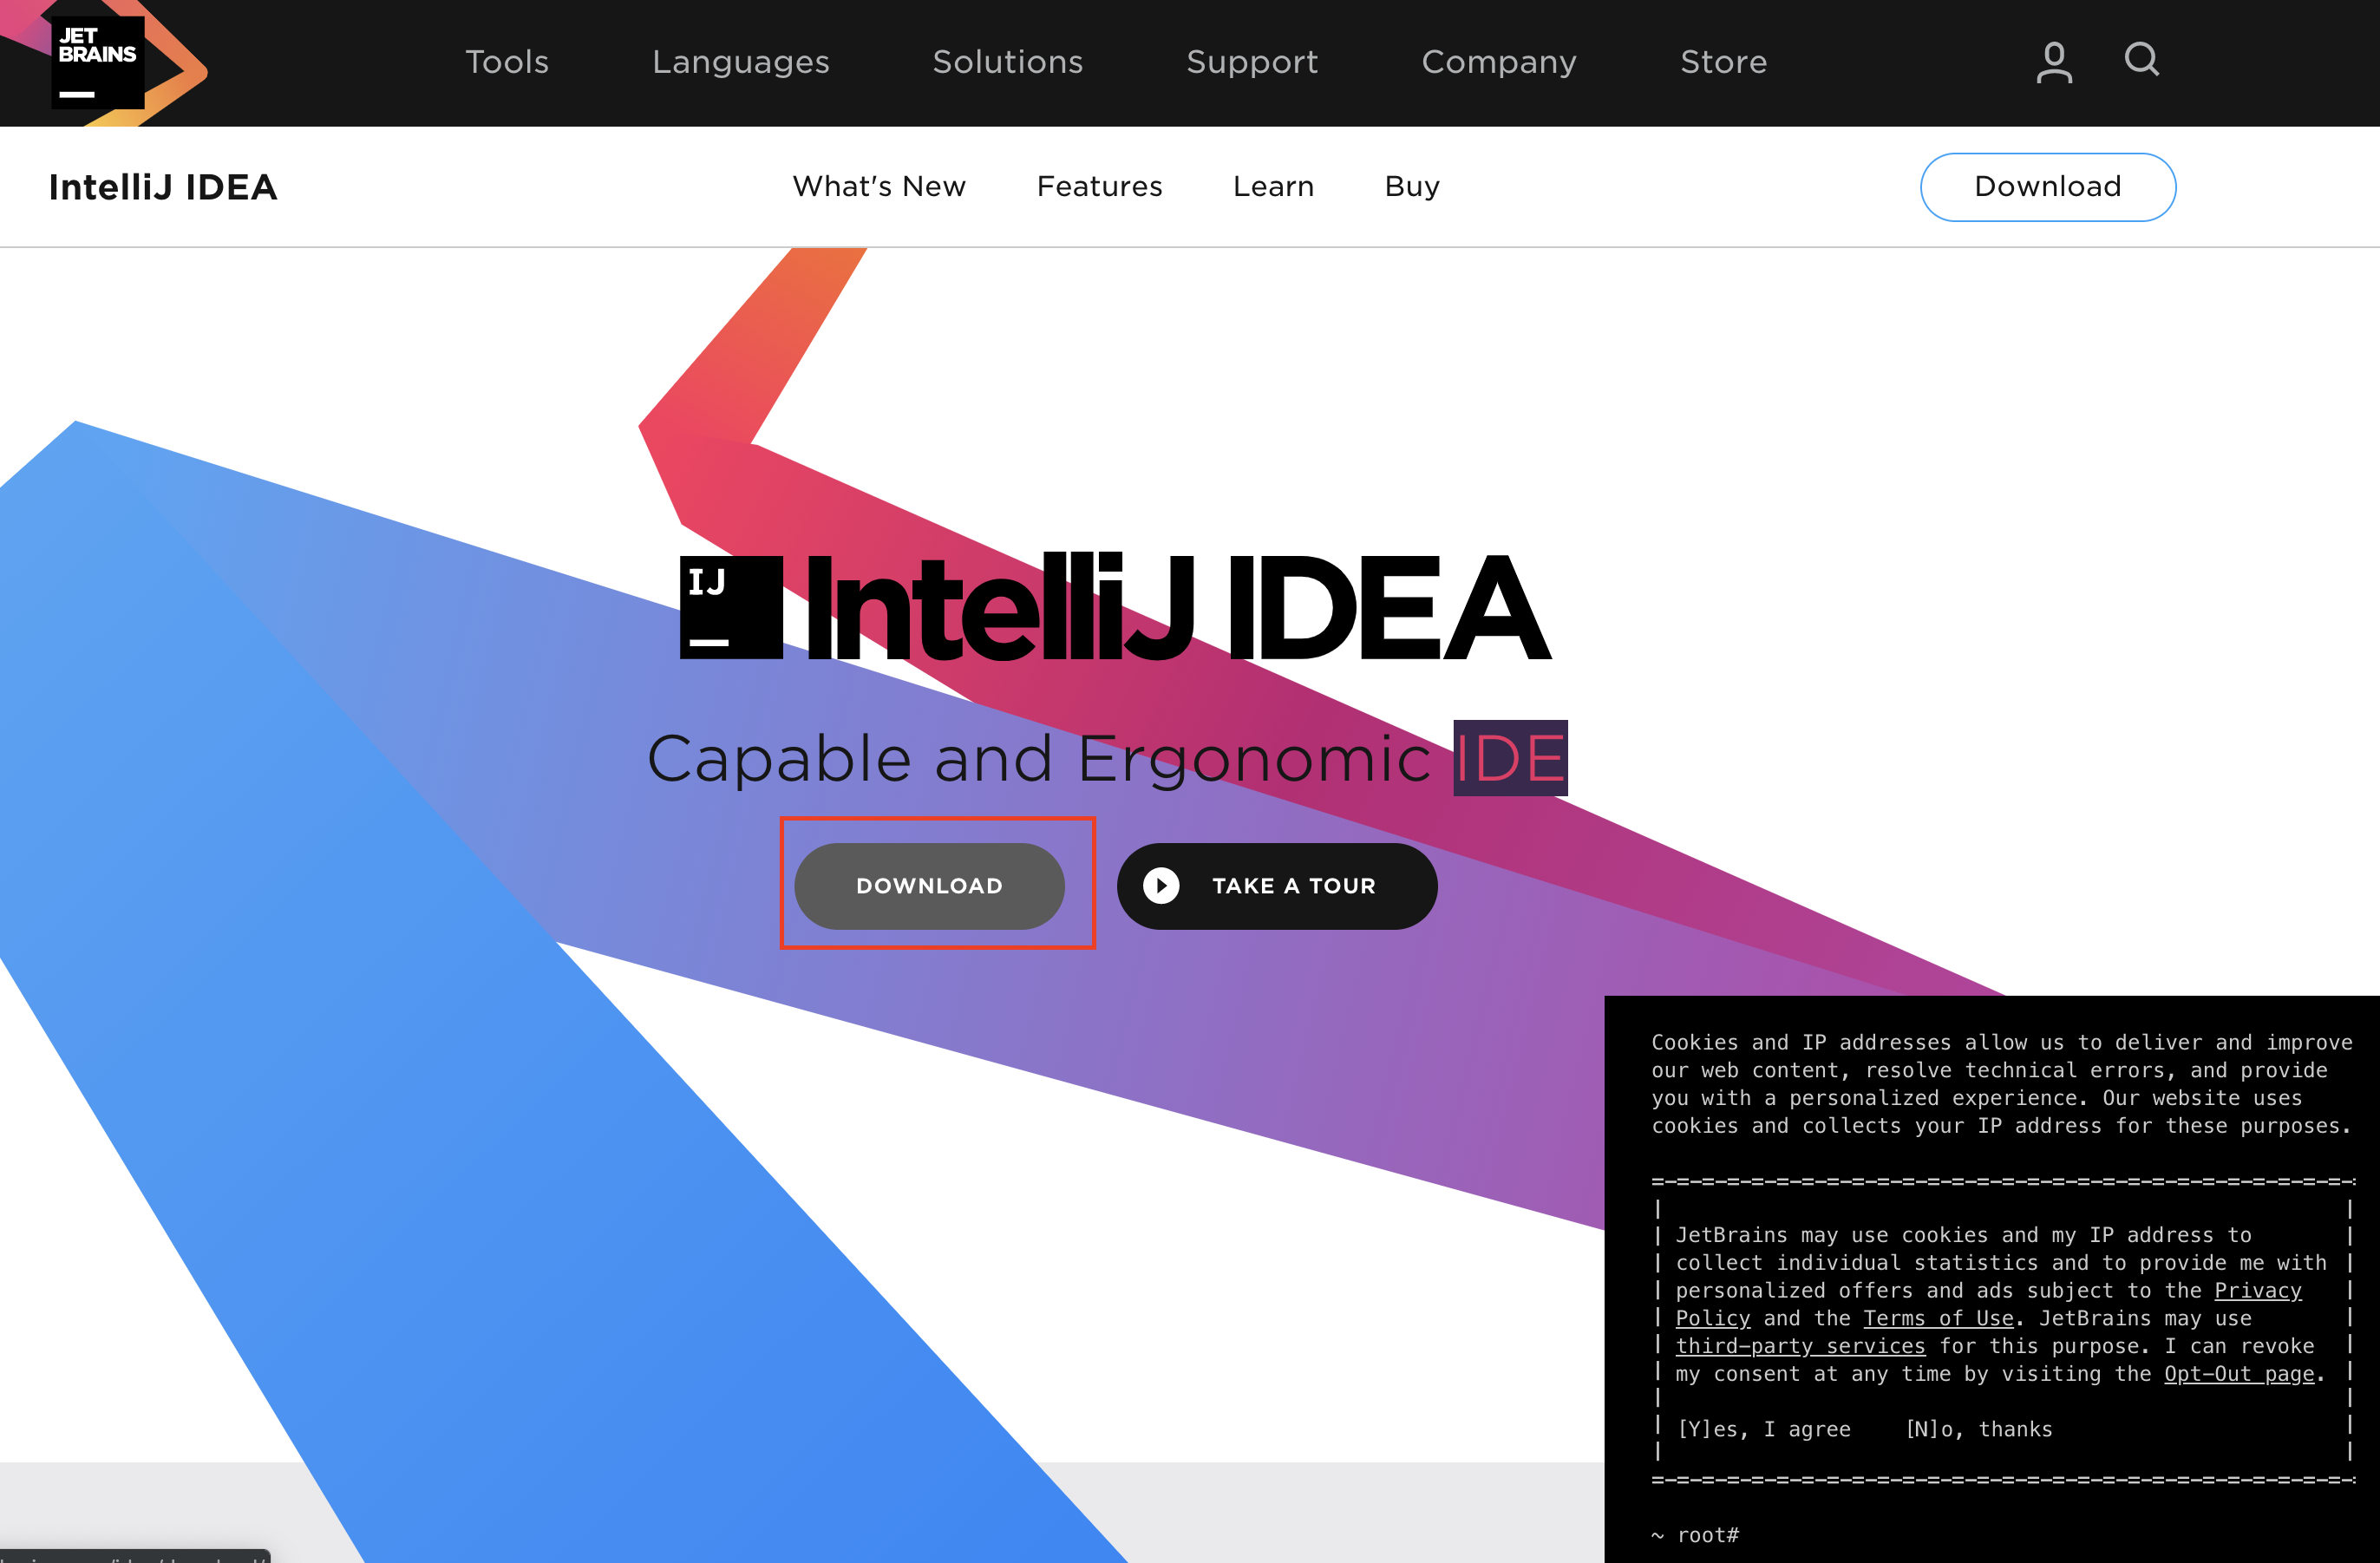 JET
BRAINS
Tools Languages Solutions Support Company Store
IntelliJ IDEA What's New Features Learn Buy Download
IJ IntelliJ IDEA
Capable and Ergonomic IDE
DOWNLOAD TAKE A TOUR
Cookies and IP addresses allow us to deliver and improve
our web content, resolve technical errors, and provide
you with a personalized experience. Our website uses
cookies and collects your IP address for these purposes.
JetBrains may use cookies and my IP address to
collect individual statistics and to provide me with
personalized offers and ads subject to the Privacy
Policy and the Terms of Use. JetBrains may use
third-party services for this purpose. I can revoke
my consent at any time by visiting the Opt-Out page.
[Y]es, I agree [N]o, thanks
~ root#